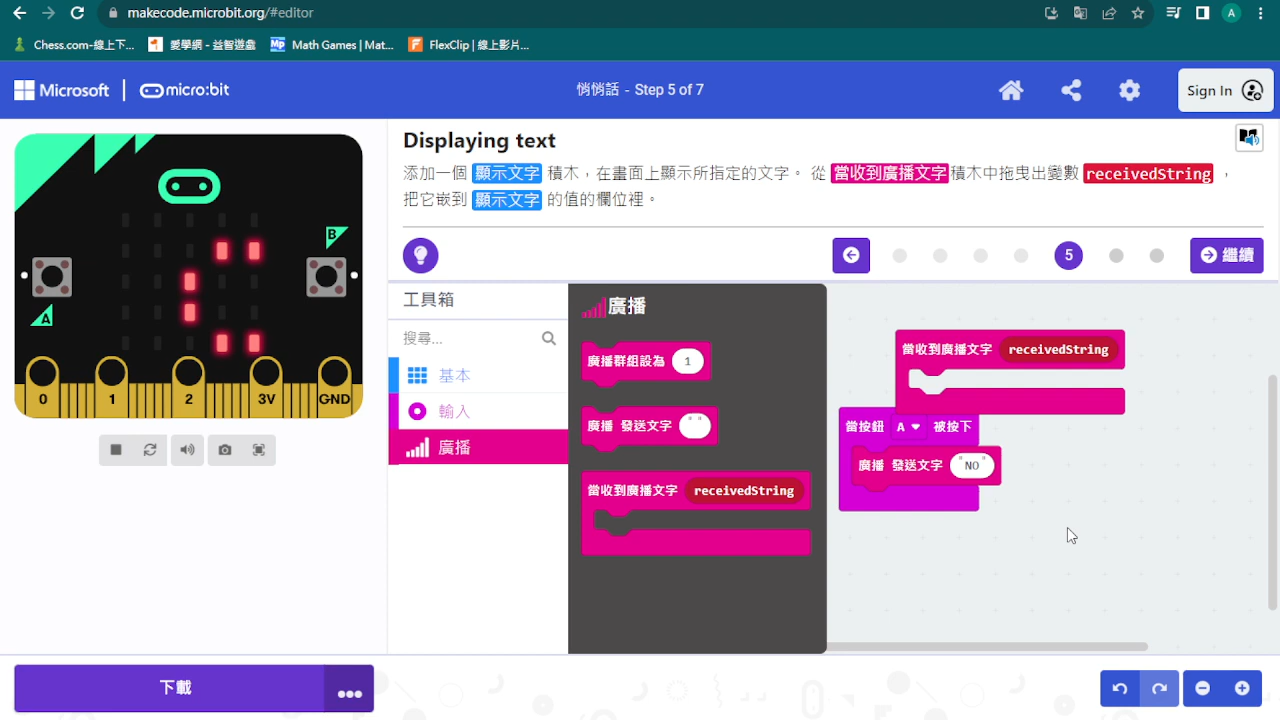 makecode.microbit.org/#editor
A
Chess.com-線上下...
愛學網 - 益智遊戲
Mp Math Games | Mat...
FlexClip | 線上影片...
Microsoft | micro:bit
悄悄話 - Step 5 of 7
Sign In
Displaying text
添加一個 顯示文字 積木，在畫面上顯示所指定的文字。 從 當收到廣播文字 積木中拖曳出變數 receivedString ，
把它嵌到 顯示文字 的值的欄位裡。
5
繼續
B
A
0 1 2 3V GND
工具箱
搜尋...
基本
輸入
廣播
廣播
廣播群組設為 1
廣播 發送文字 " "
當收到廣播文字 receivedString
當收到廣播文字 receivedString
當按鈕 A 被按下
廣播 發送文字 "NO"
下載